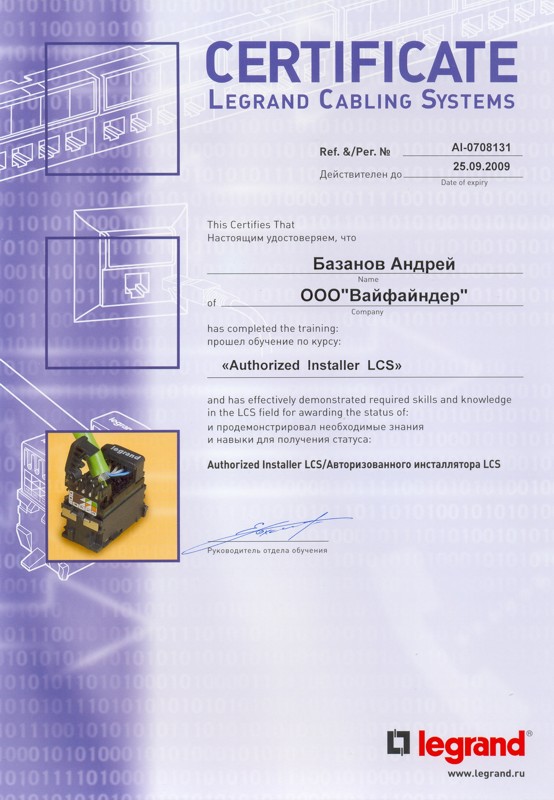 CERTIFICATE
LEGRAND CABLING SYSTEMS
Ref. &/Рег. № AI-0708131
Действителен до 25.09.2009
Date of expiry
This Certifies That
Настоящим удостоверяем, что
Базанов Андрей
Name
of ООО"Вайфайндер"
Company
has completed the training:
прошел обучение по курсу:
«Authorized Installer LCS»
and has effectively demonstrated required skills and knowledge
in the LCS field for awarding the status of:
и продемонстрировал необходимые знания
и навыки для получения статуса:
Authorized Installer LCS/Авторизованного инсталлятора LCS
legrand
Руководитель отдела обучения
legrand®
www.legrand.ru